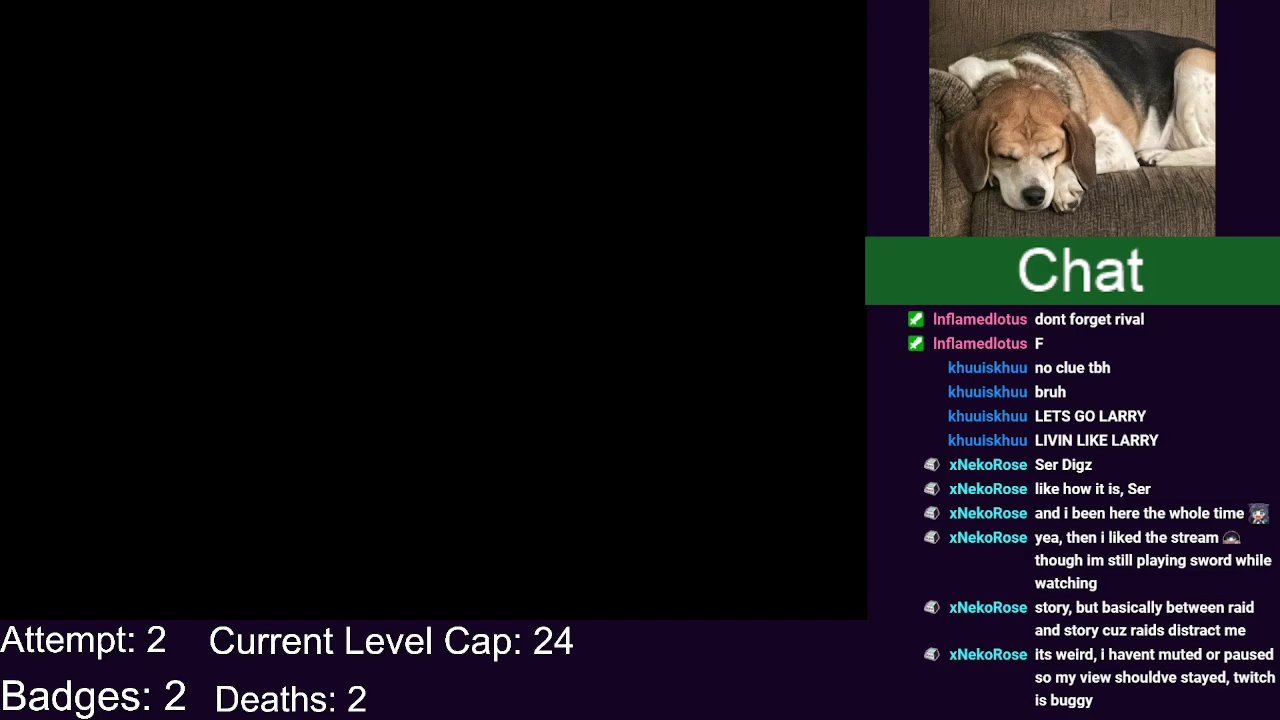 Chat
Inflamedlotus dont forget rival
Inflamedlotus F
khuuiskhuu no clue tbh
khuuiskhuu bruh
khuuiskhuu LETS GO LARRY
khuuiskhuu LIVIN LIKE LARRY
xNekoRose Ser Digz
xNekoRose like how it is, Ser
xNekoRose and i been here the whole time
xNekoRose yea, then i liked the stream
though im still playing sword while
watching
xNekoRose story, but basically between raid
and story cuz raids distract me
xNekoRose its weird, i havent muted or paused
so my view shouldve stayed, twitch
is buggy
Attempt: 2 Current Level Cap: 24
Badges: 2 Deaths: 2